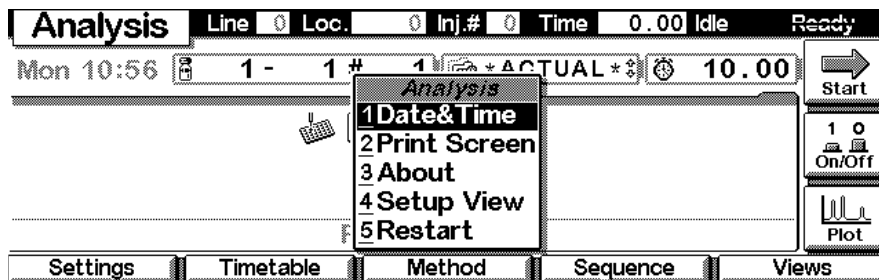 Analysis Line 0 Loc. 0 Inj.# 0 Time 0.00 Idle Ready
Mon 10:56 1 - 1 # 1 *ACTUAL* 10.00
Start
Analysis
1 Date&Time
2 Print Screen
3 About
4 Setup View
5 Restart
1 0
On/Off
Plot
Settings Timetable Method Sequence Views